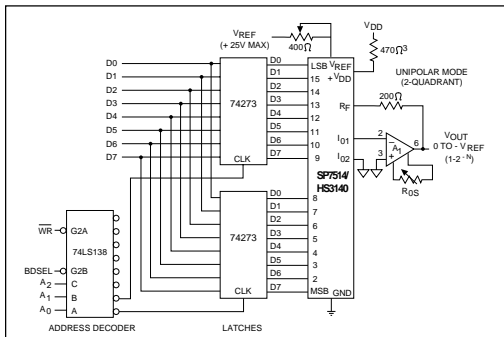 VREF
(+ 25V MAX)
400Ω
VDD
470Ω3
UNIPOLAR MODE
(2-QUADRANT)
200Ω
D0
D1
D2
D3
D4
D5
D6
D7
74273
CLK
D0
D1
D2
D3
D4
D5
D6
D7
LSB VREF
+ VDD
15
14
13
12
11
10
9
RF
I01
I02
SP7514/
HS3140
2
3
6
A1
VOUT
0 TO - VREF
(1-2 -N)
R0S
74273
CLK
D0
D1
D2
D3
D4
D5
D6
D7
8
7
6
5
4
3
2
MSB GND
WR
G2A
74LS138
BDSEL
G2B
A2
C
A1
B
A0
A
ADDRESS DECODER
LATCHES